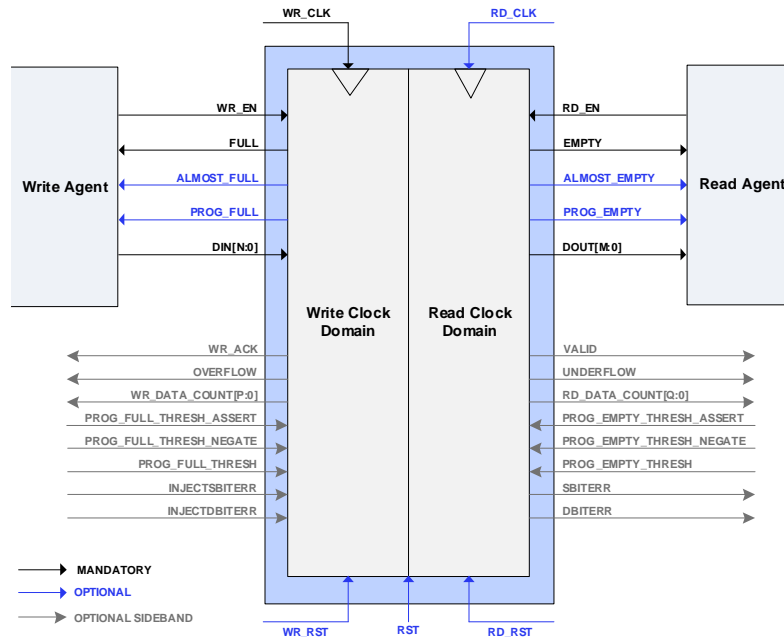 WR_CLK
RD_CLK
Write Agent
WR_EN
FULL
ALMOST_FULL
PROG_FULL
DIN[N:0]
Write Clock
Domain
Read Clock
Domain
RD_EN
EMPTY
ALMOST_EMPTY
PROG_EMPTY
DOUT[M:0]
Read Agent
WR_ACK
OVERFLOW
WR_DATA_COUNT[P:0]
PROG_FULL_THRESH_ASSERT
PROG_FULL_THRESH_NEGATE
PROG_FULL_THRESH
INJECTSBITERR
INJECTDBITERR
VALID
UNDERFLOW
RD_DATA_COUNT[Q:0]
PROG_EMPTY_THRESH_ASSERT
PROG_EMPTY_THRESH_NEGATE
PROG_EMPTY_THRESH
SBITERR
DBITERR
MANDATORY
OPTIONAL
OPTIONAL SIDEBAND
WR_RST
RST
RD_RST